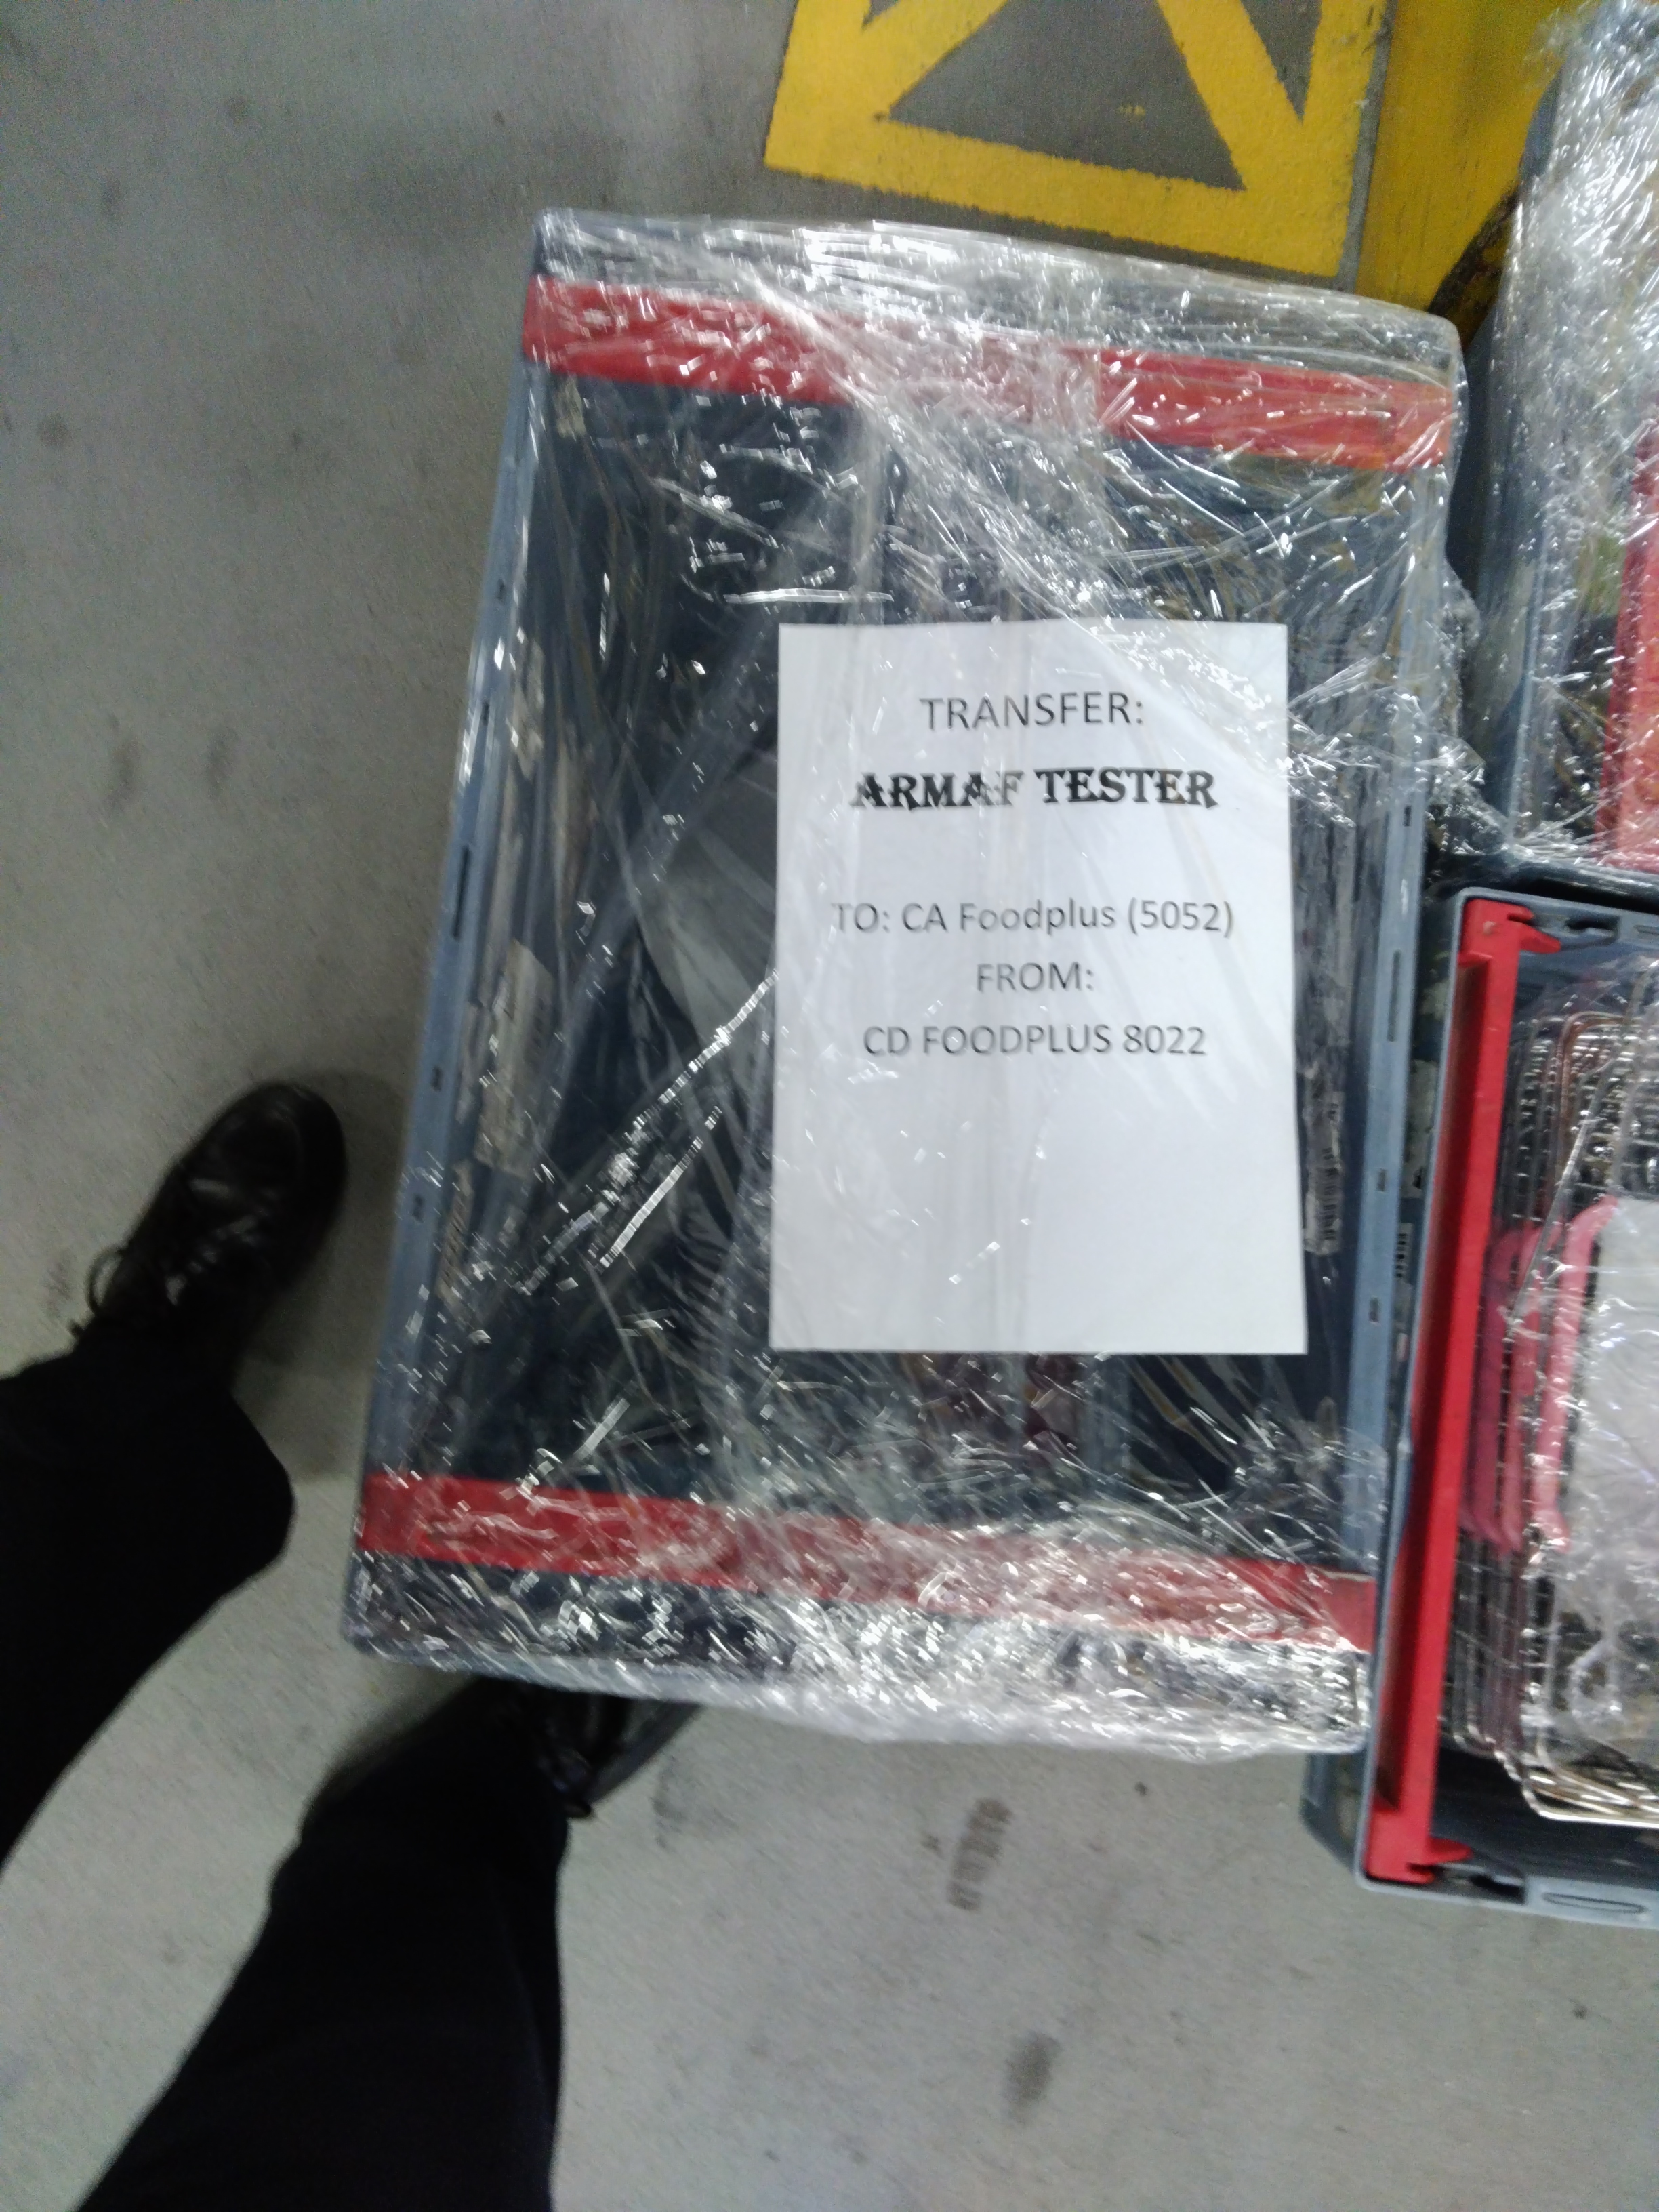 TRANSFER:
ARMAF TESTER
TO: CA Foodplus (5052)
FROM:
CD FOODPLUS 8022